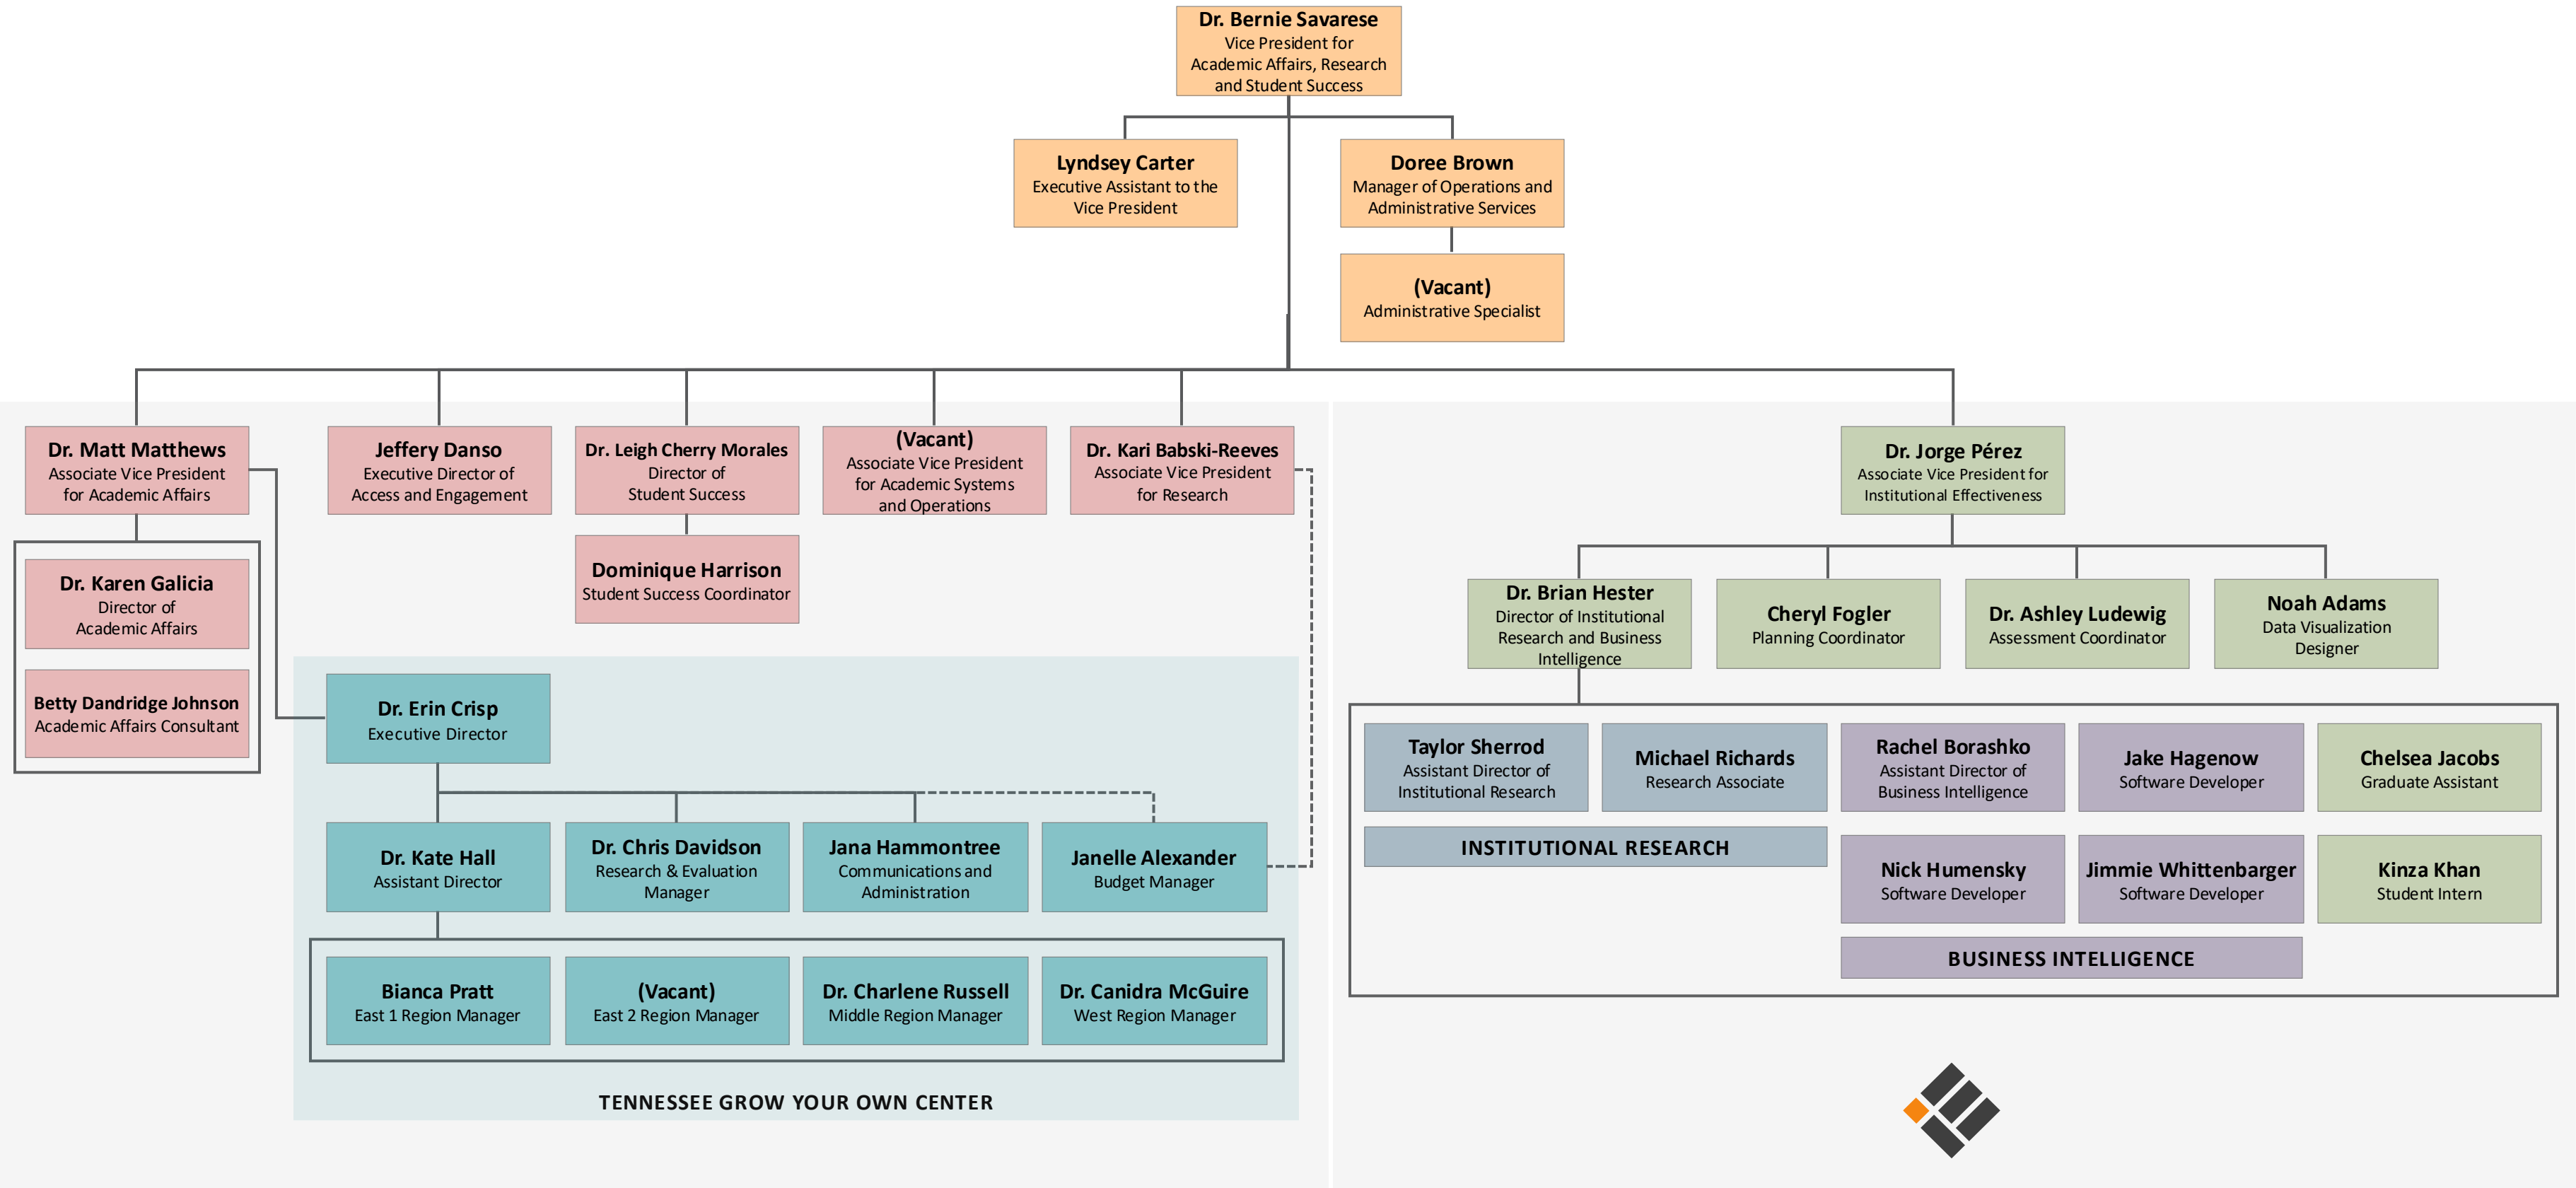 Dr. Bernie Savarese
Vice President for
Academic Affairs, Research
and Student Success
Lyndsey Carter
Executive Assistant to the
Vice President
Doree Brown
Manager of Operations and
Administrative Services
(Vacant)
Administrative Specialist
Dr. Matt Matthews
Associate Vice President
for Academic Affairs
Jeffery Danso
Executive Director of
Access and Engagement
Dr. Leigh Cherry Morales
Director of
Student Success
(Vacant)
Associate Vice President
for Academic Systems
and Operations
Dr. Kari Babski-Reeves
Associate Vice President
for Research
Dr. Jorge Pérez
Associate Vice President for
Institutional Effectiveness
Dr. Karen Galicia
Director of
Academic Affairs
Betty Dandridge Johnson
Academic Affairs Consultant
Dominique Harrison
Student Success Coordinator
Dr. Erin Crisp
Executive Director
Dr. Kate Hall
Assistant Director
Dr. Chris Davidson
Research & Evaluation
Manager
Jana Hammontree
Communications and
Administration
Janelle Alexander
Budget Manager
Bianca Pratt
East 1 Region Manager
(Vacant)
East 2 Region Manager
Dr. Charlene Russell
Middle Region Manager
Dr. Canidra McGuire
West Region Manager
TENNESSEE GROW YOUR OWN CENTER
Dr. Brian Hester
Director of Institutional
Research and Business
Intelligence
Cheryl Fogler
Planning Coordinator
Dr. Ashley Ludewig
Assessment Coordinator
Noah Adams
Data Visualization
Designer
Taylor Sherrod
Assistant Director of
Institutional Research
Michael Richards
Research Associate
INSTITUTIONAL RESEARCH
Rachel Borashko
Assistant Director of
Business Intelligence
Jake Hagenow
Software Developer
Chelsea Jacobs
Graduate Assistant
Nick Humensky
Software Developer
Jimmie Whittenbarger
Software Developer
Kinza Khan
Student Intern
BUSINESS INTELLIGENCE